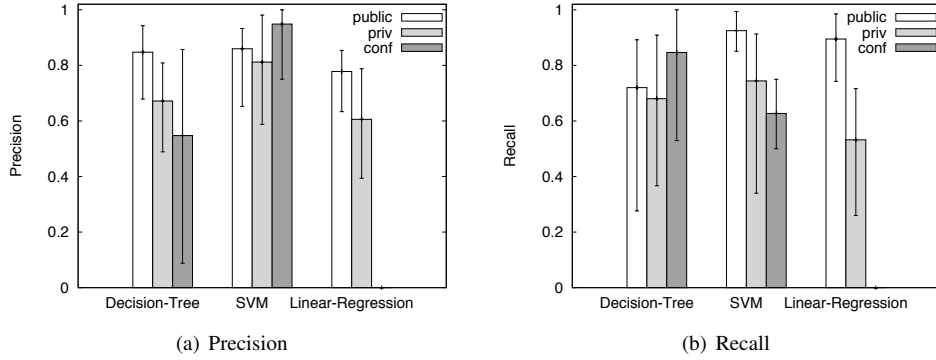 1
0.8
0.6
0.4
0.2
0
Precision
public
priv
conf
Decision-Tree SVM Linear-Regression
(a) Precision
1
0.8
0.6
0.4
0.2
0
Recall
public
priv
conf
Decision-Tree SVM Linear-Regression
(b) Recall